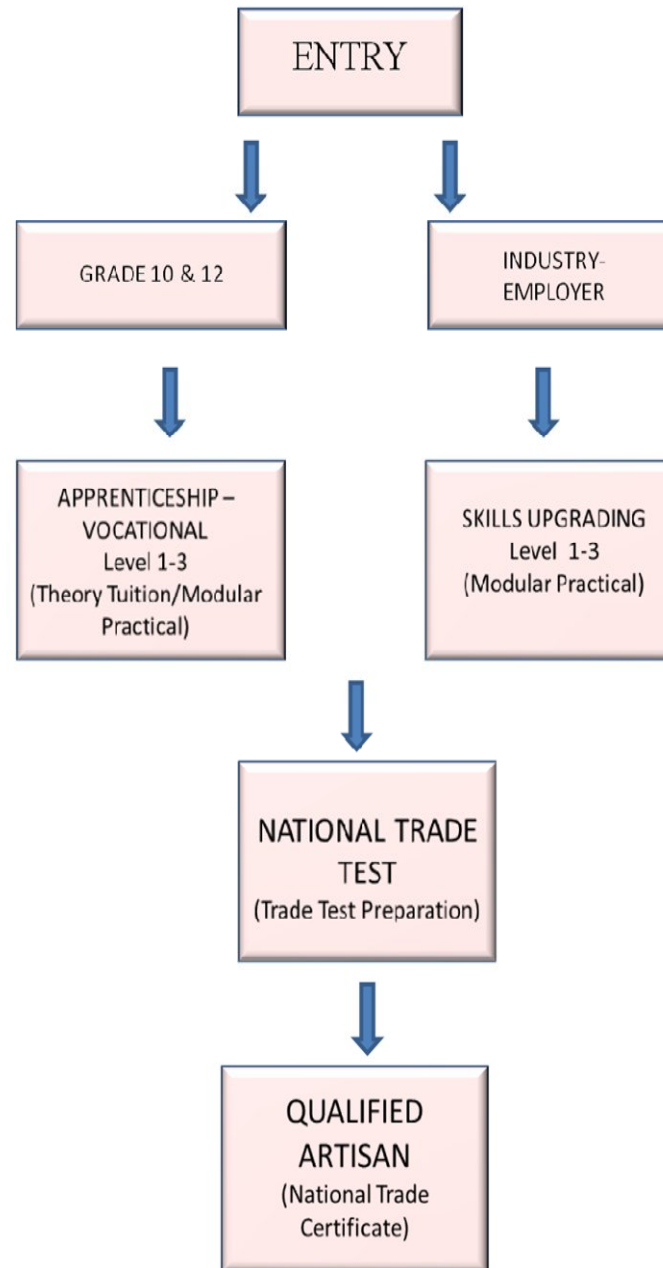 ENTRY
GRADE 10 & 12
INDUSTRY-
EMPLOYER
APPRENTICESHIP –
VOCATIONAL
Level 1-3
(Theory Tuition/Modular
Practical)
SKILLS UPGRADING
Level 1-3
(Modular Practical)
NATIONAL TRADE
TEST
(Trade Test Preparation)
QUALIFIED
ARTISAN
(National Trade
Certificate)